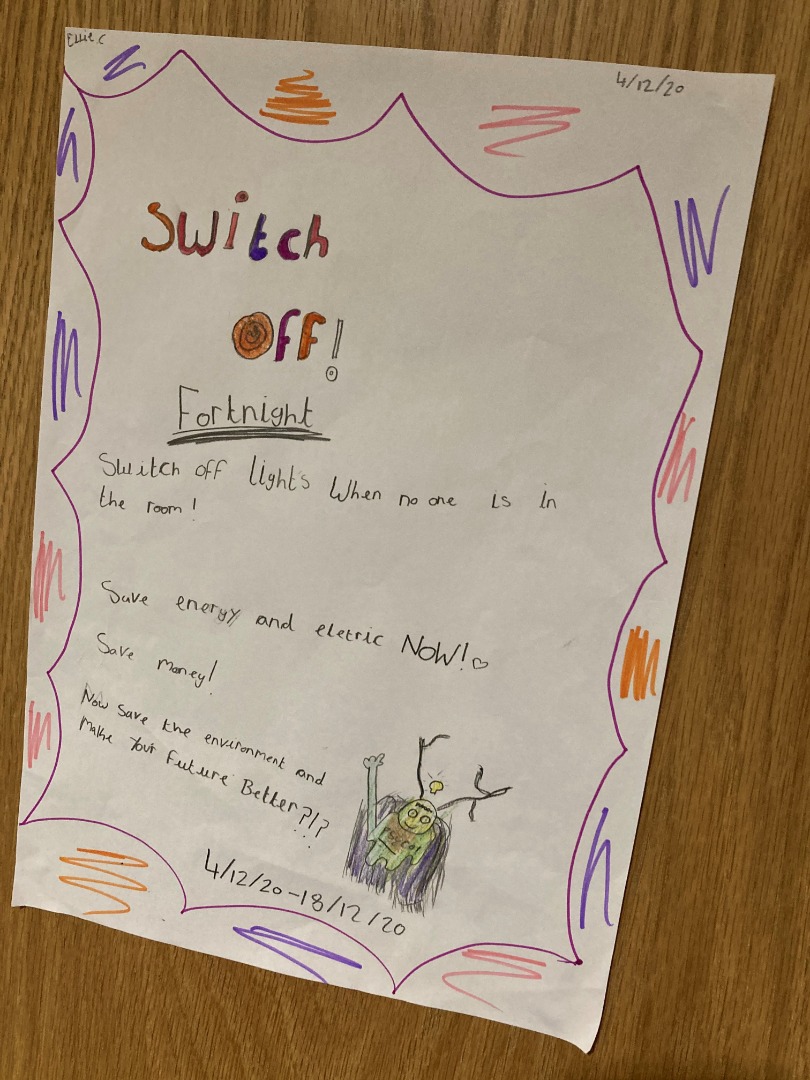 Ellie C
4/12/20
Switch
OFF!
Fortnight
Switch off lights When no one is in
the room!
Save energy and eletric NOW!♡
Save money!
Now save the environment and
Make your Future Better?!?
4/12/20-18/12/20